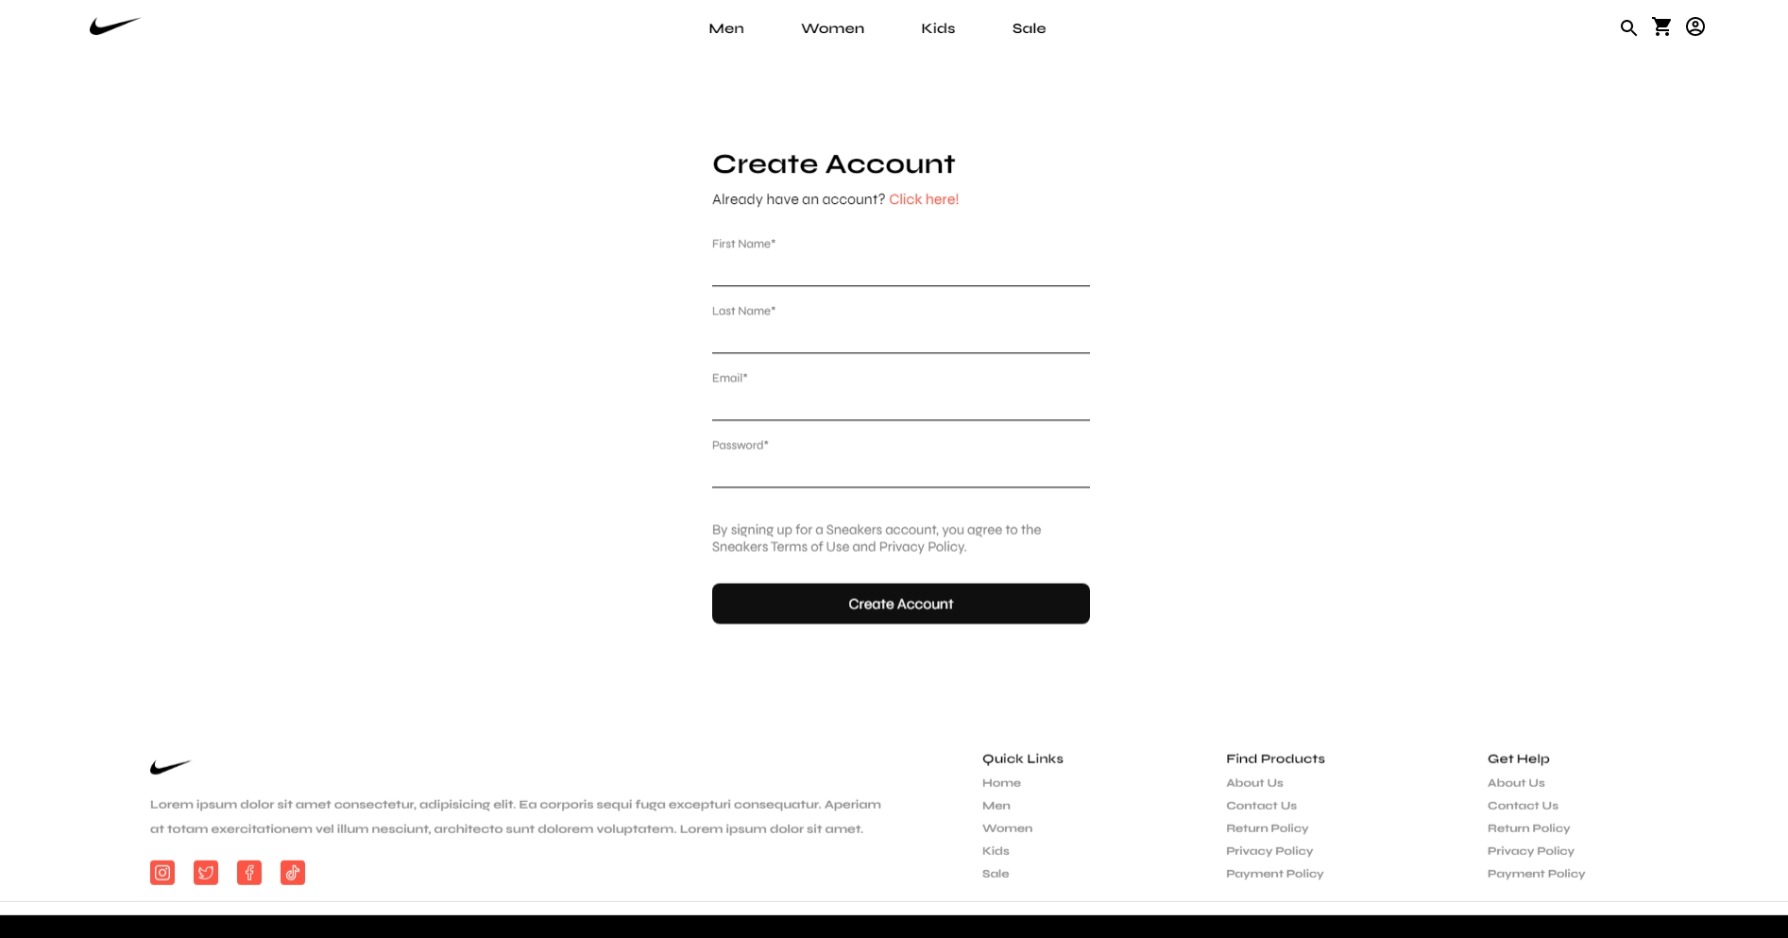 Men Women Kids Sale
Create Account
Already have an account? Click here!
First Name*
Last Name*
Email*
Password*
By signing up for a Sneakers account, you agree to the
Sneakers Terms of Use and Privacy Policy.
Create Account
Lorem ipsum dolor sit amet consectetur, adipisicing elit. Ea corporis sequi fuga excepturi consequatur. Aperiam
at totam exercitationem vel illum nesciunt, architecto sunt dolorem voluptatem. Lorem ipsum dolor sit amet.
Quick Links
Home
Men
Women
Kids
Sale
Find Products
About Us
Contact Us
Return Policy
Privacy Policy
Payment Policy
Get Help
About Us
Contact Us
Return Policy
Privacy Policy
Payment Policy